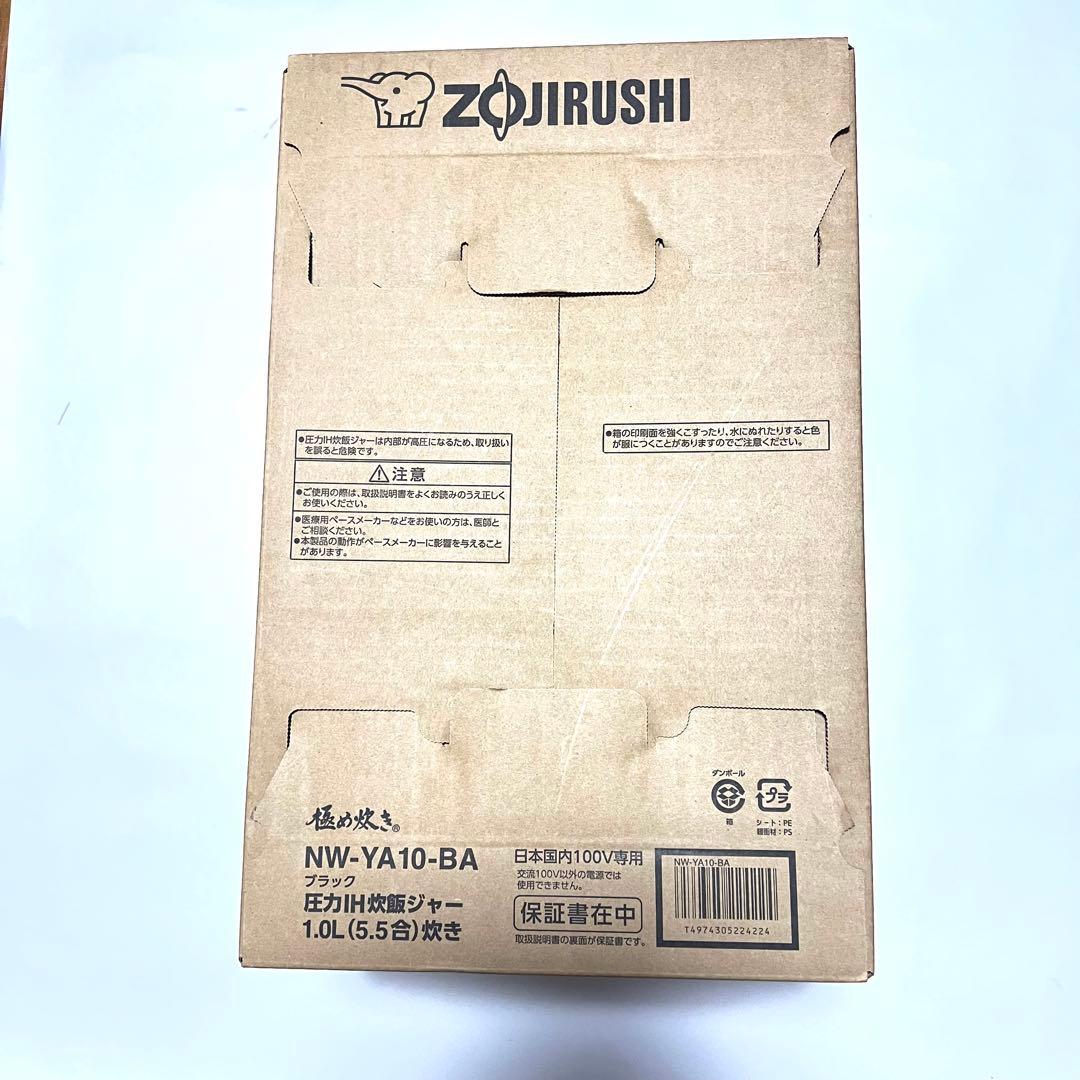 ZOJIRUSHI
●圧力IH炊飯ジャーは内部が高圧になるため、取り扱い
を誤ると危険です。
注意
●ご使用の際は、取扱説明書をよくお読みのうえ正しく
お使いください。
●医療用ペースメーカーなどをお使いの方は、医師と
ご相談ください。
●本製品の動作がペースメーカーに影響を与えること
があります。
●箱の印刷面を強くこすったり、水にぬれたりすると色
が服につくことがありますのでご注意ください。
ダンボール
箱
プラ
シート:PE
緩衝材:PS
極め炊き®
NW-YA10-BA
ブラック
圧力IH炊飯ジャー
1.0L(5.5合)炊き
日本国内100V専用
交流100V以外の電源では
使用できません。
保証書在中
取扱説明書の裏面が保証書です。
NW-YA10-BA
T4974305224224